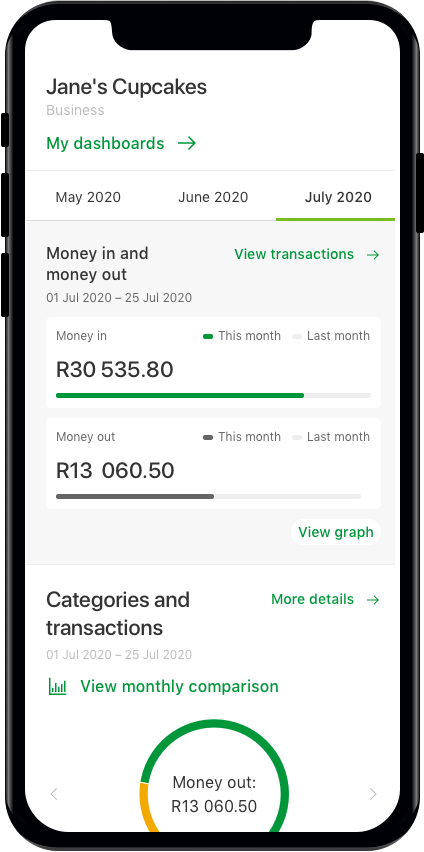 Jane's Cupcakes
Business
My dashboards
May 2020 June 2020 July 2020
Money in and View transactions
money out
01 Jul 2020 – 25 Jul 2020
Money in This month Last month
R30 535.80
Money out This month Last month
R13 060.50
View graph
Categories and More details
transactions
01 Jul 2020 – 25 Jul 2020
View monthly comparison
Money out:
R13 060.50